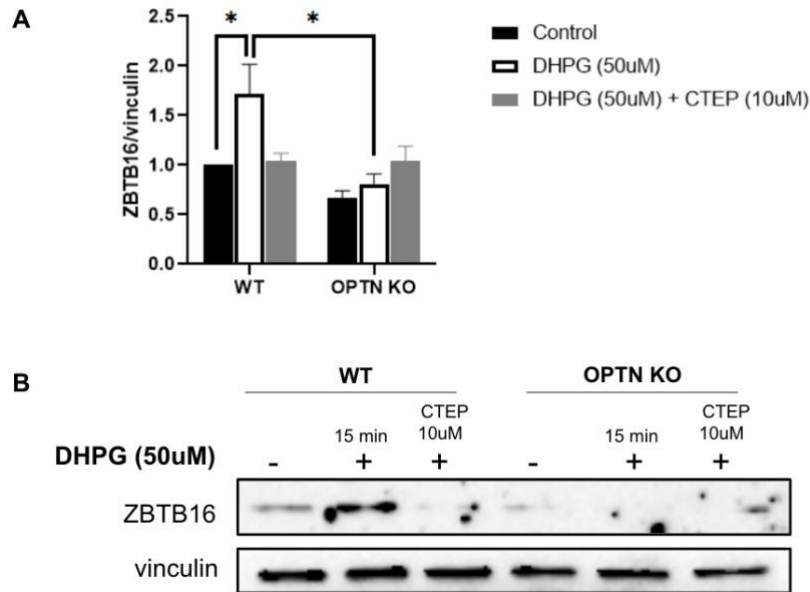 A
* *
Control
DHPG (50uM)
DHPG (50uM) + CTEP (10uM)
ZBTB16/vinculin
2.5
2.0
1.5
1.0
0.5
0.0
WT OPTN KO
B
WT OPTN KO
CTEP CTEP
15 min 10uM 15 min 10uM
DHPG (50uM) - + + - + +
ZBTB16
vinculin